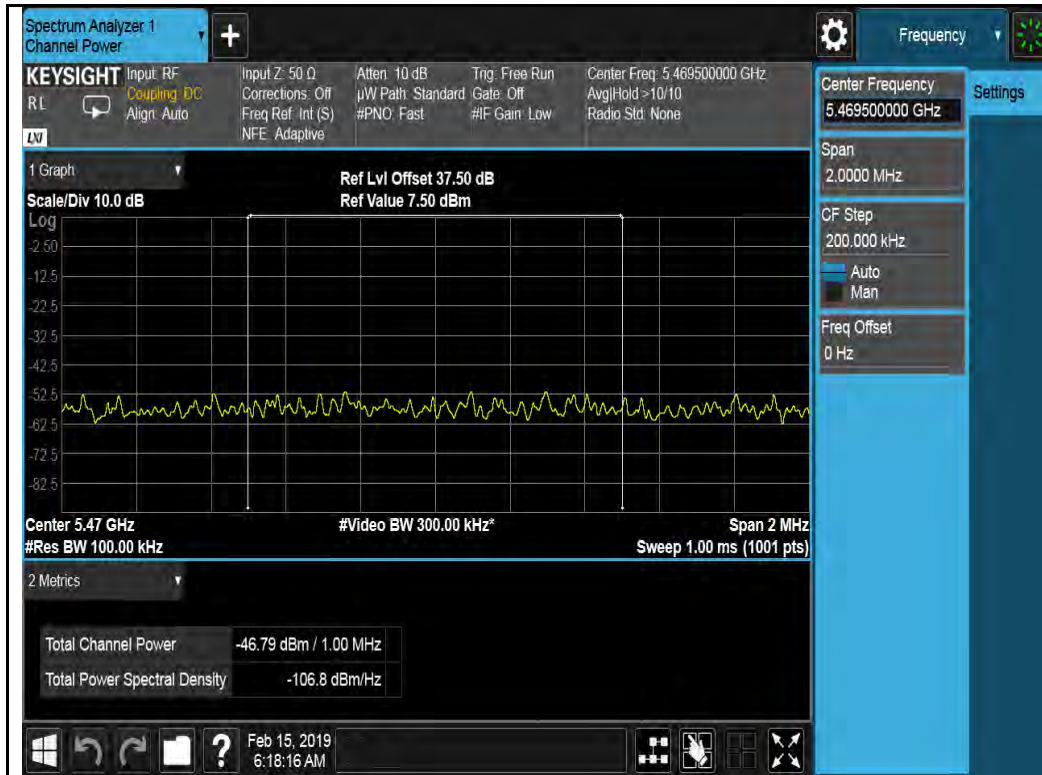 Spectrum Analyzer 1
Channel Power
+
Frequency
KEYSIGHT Input: RF Input Z: 50 Ω Atten: 10 dB Trig: Free Run Center Freq: 5.469500000 GHz
RL Coupling: DC Corrections: Off µW Path: Standard Gate: Off Avg|Hold >10/10
Align: Auto Freq Ref: Int (S) #PNO: Fast #IF Gain: Low Radio Std: None
LXI NFE: Adaptive
Center Frequency
5.469500000 GHz
Settings
Span
2.0000 MHz
CF Step
200.000 kHz
Auto
Man
Freq Offset
0 Hz
1 Graph
Ref Lvl Offset 37.50 dB
Scale/Div 10.0 dB Ref Value 7.50 dBm
Log
-2.50
-12.5
-22.5
-32.5
-42.5
-52.5
-62.5
-72.5
-82.5
Center 5.47 GHz #Video BW 300.00 kHz* Span 2 MHz
#Res BW 100.00 kHz Sweep 1.00 ms (1001 pts)
2 Metrics
Total Channel Power -46.79 dBm / 1.00 MHz
Total Power Spectral Density -106.8 dBm/Hz
?
Feb 15, 2019
6:18:16 AM